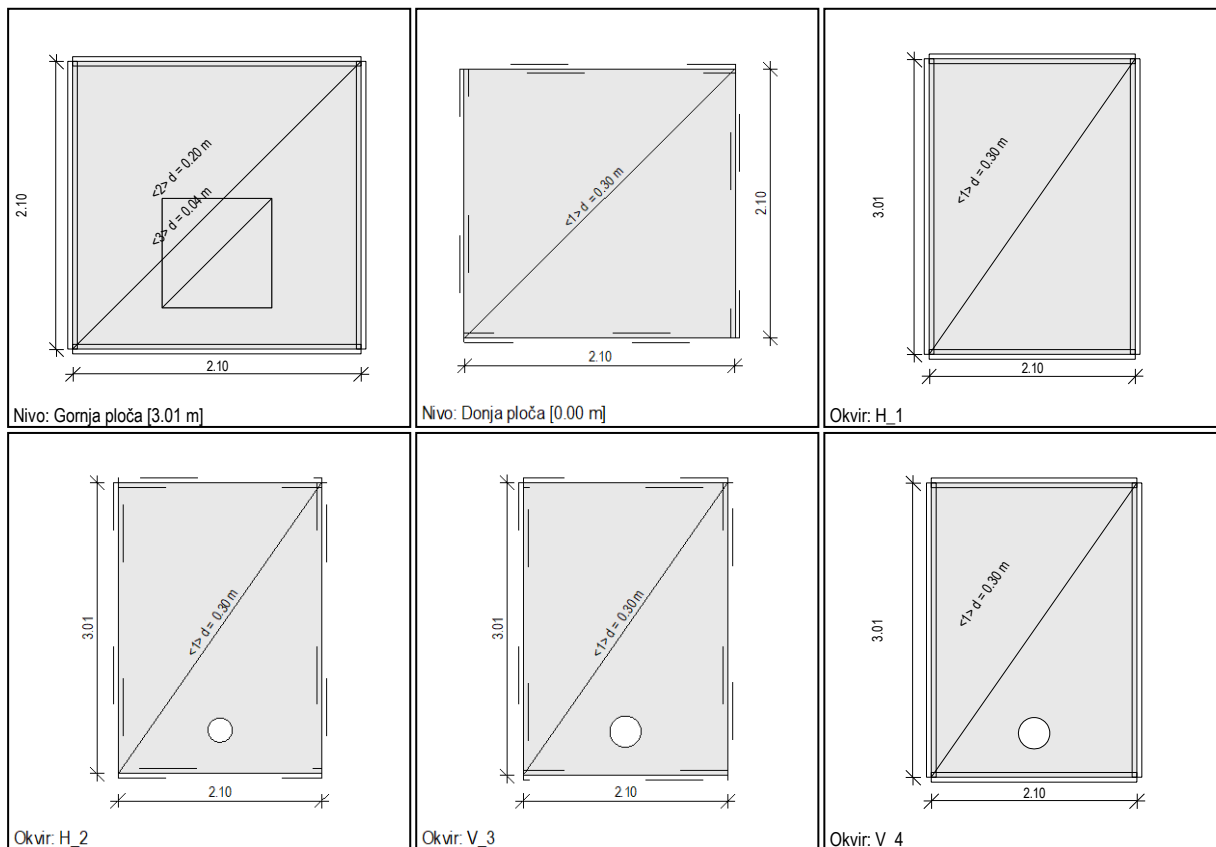 2.10
<2> d = 0.20 m
<3> d = 0.04 m
2.10
Nivo: Gornja ploča [3.01 m]
<1> d = 0.30 m
2.10
2.10
Nivo: Donja ploča [0.00 m]
<1> d = 0.30 m
3.01
2.10
Okvir: H_1
3.01
<1> d = 0.30 m
2.10
Okvir: H_2
3.01
<1> d = 0.30 m
2.10
Okvir: V_3
<1> d = 0.30 m
3.01
2.10
Okvir: V_4